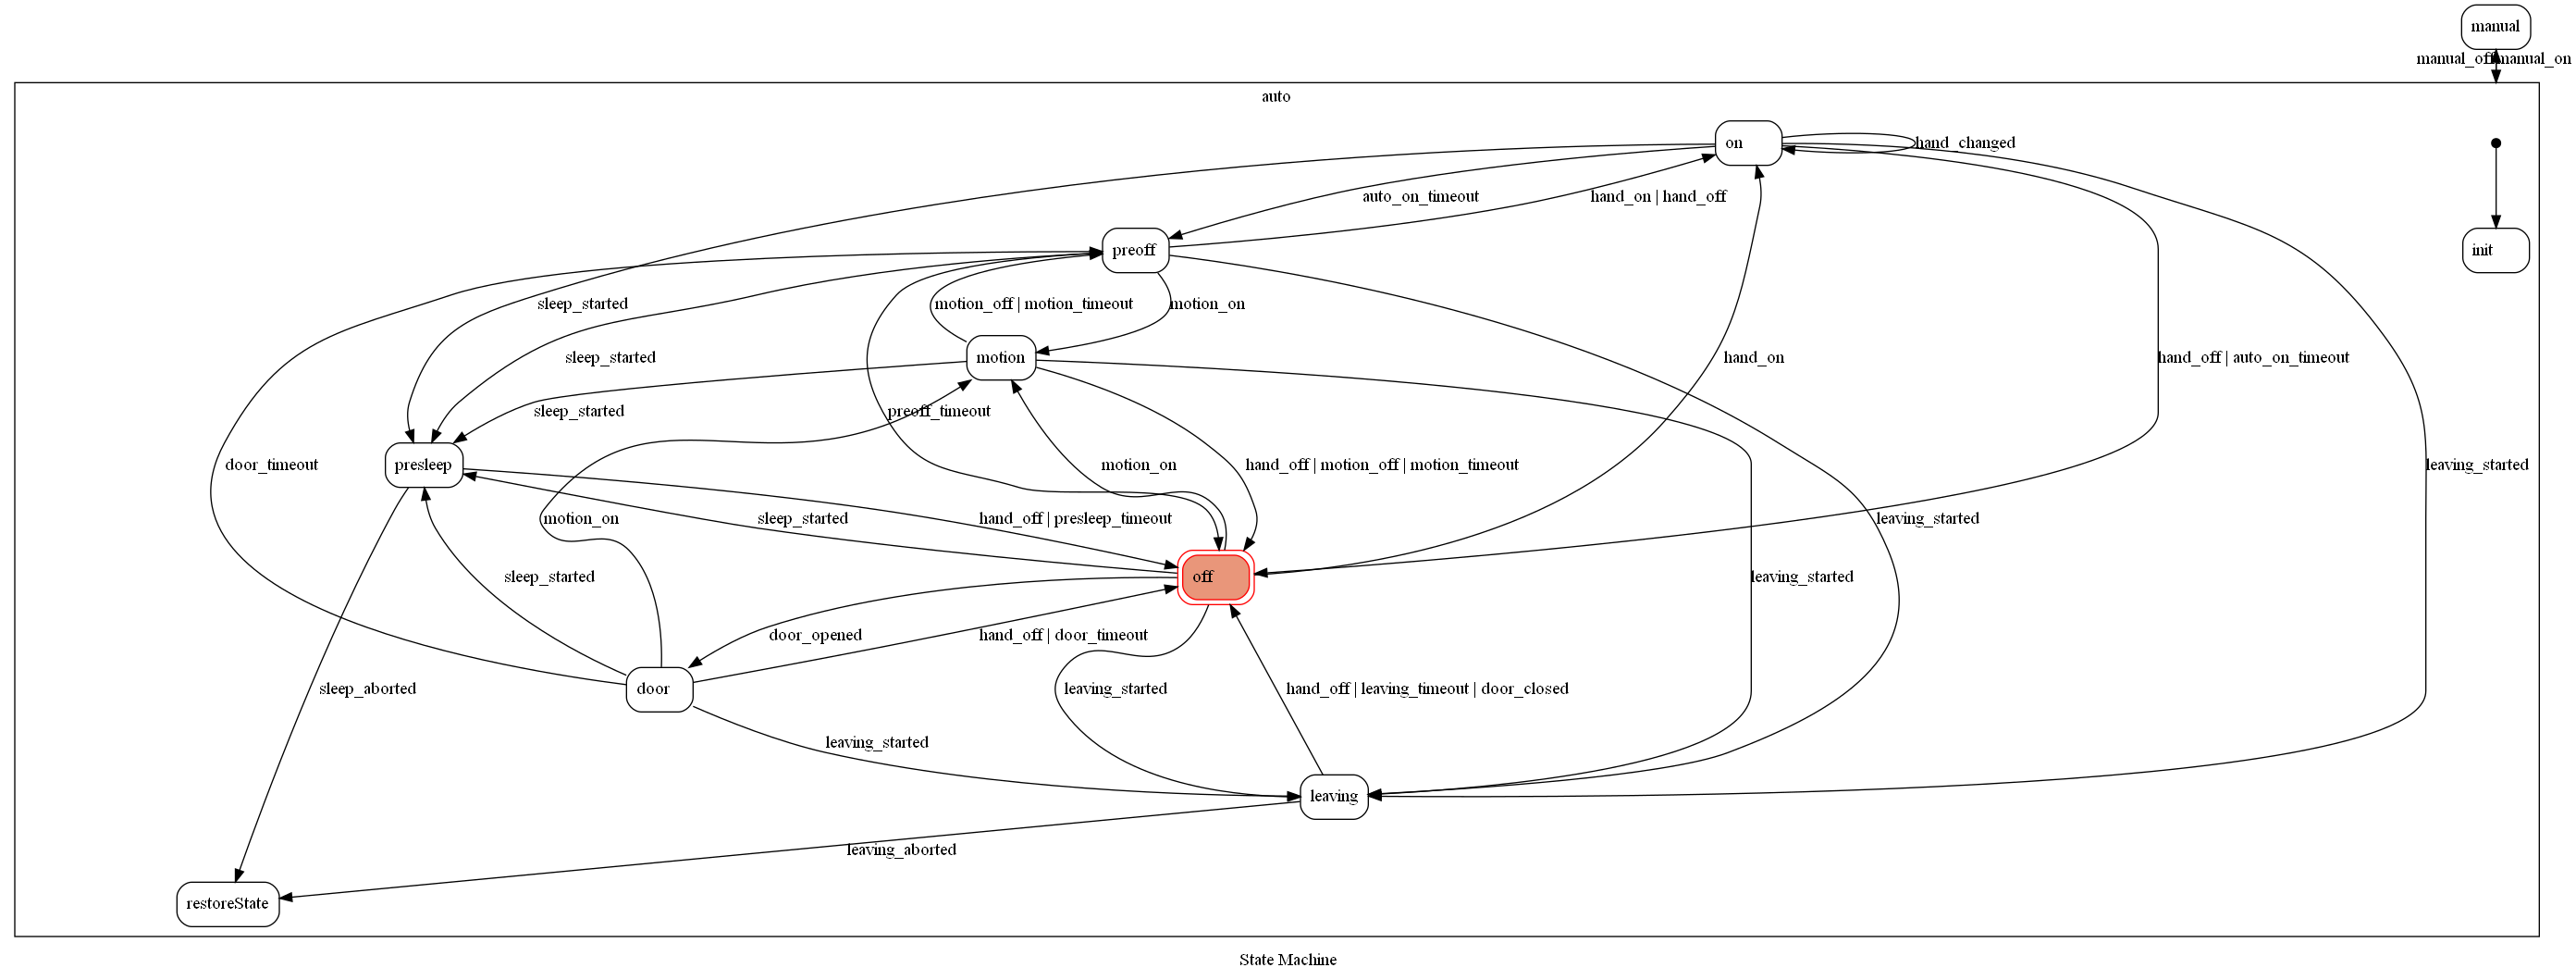 manual
manual_off
manual_on
auto
on
hand_changed
auto_on_timeout
hand_on | hand_off
preoff
init
sleep_started
motion_off | motion_timeout
motion_on
sleep_started
motion
hand_on
hand_off | auto_on_timeout
sleep_started
preoff_timeout
door_timeout
presleep
motion_on
hand_off | motion_off | motion_timeout
leaving_started
motion_on
sleep_started
hand_off | presleep_timeout
leaving_started
sleep_started
off
leaving_started
door_opened
hand_off | door_timeout
sleep_aborted
door
leaving_started
hand_off | leaving_timeout | door_closed
leaving_started
leaving
leaving_aborted
restoreState
State Machine